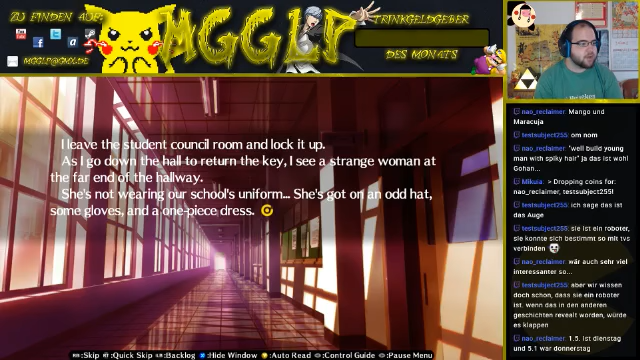 ZU FINDEN AUF:
MGGLP@GMX.DE
MGGLP
TRINKGELDGEBER
DES MONATS
I leave the student council room and lock it up.
As I go down the hall to return the key, I see a strange woman at
the far end of the hallway.
She's not wearing our school's uniform... She's got on an odd hat,
some gloves, and a one-piece dress.
:Skip
:Quick Skip
:Backlog
:Hide Window
:Auto Read
:Control Guide
:Pause Menu
nao_reclaimer: Mango und
Maracuja
testsubject255: om nom
nao_reclaimer: "well build young
man with spiky hair" ja das ist wohl
Gohan...
Mikuia: > Dropping coins for:
nao_reclaimer, testsubject255!
testsubject255: ich sage das ist
das Auge
testsubject255: sie ist ein roboter,
sie könnte sich bestimmt so mit tvs
verbinden
nao_reclaimer: wär auch sehr viel
interessanter so...
testsubject255: aber wir wissen
doch schon, dass sie ein roboter
ist. wenn das in den anderen
geschichten revealt worden, würde
es klappen
nao_reclaimer: 1.5. ist dienstag
und 5.1 war donnerstag